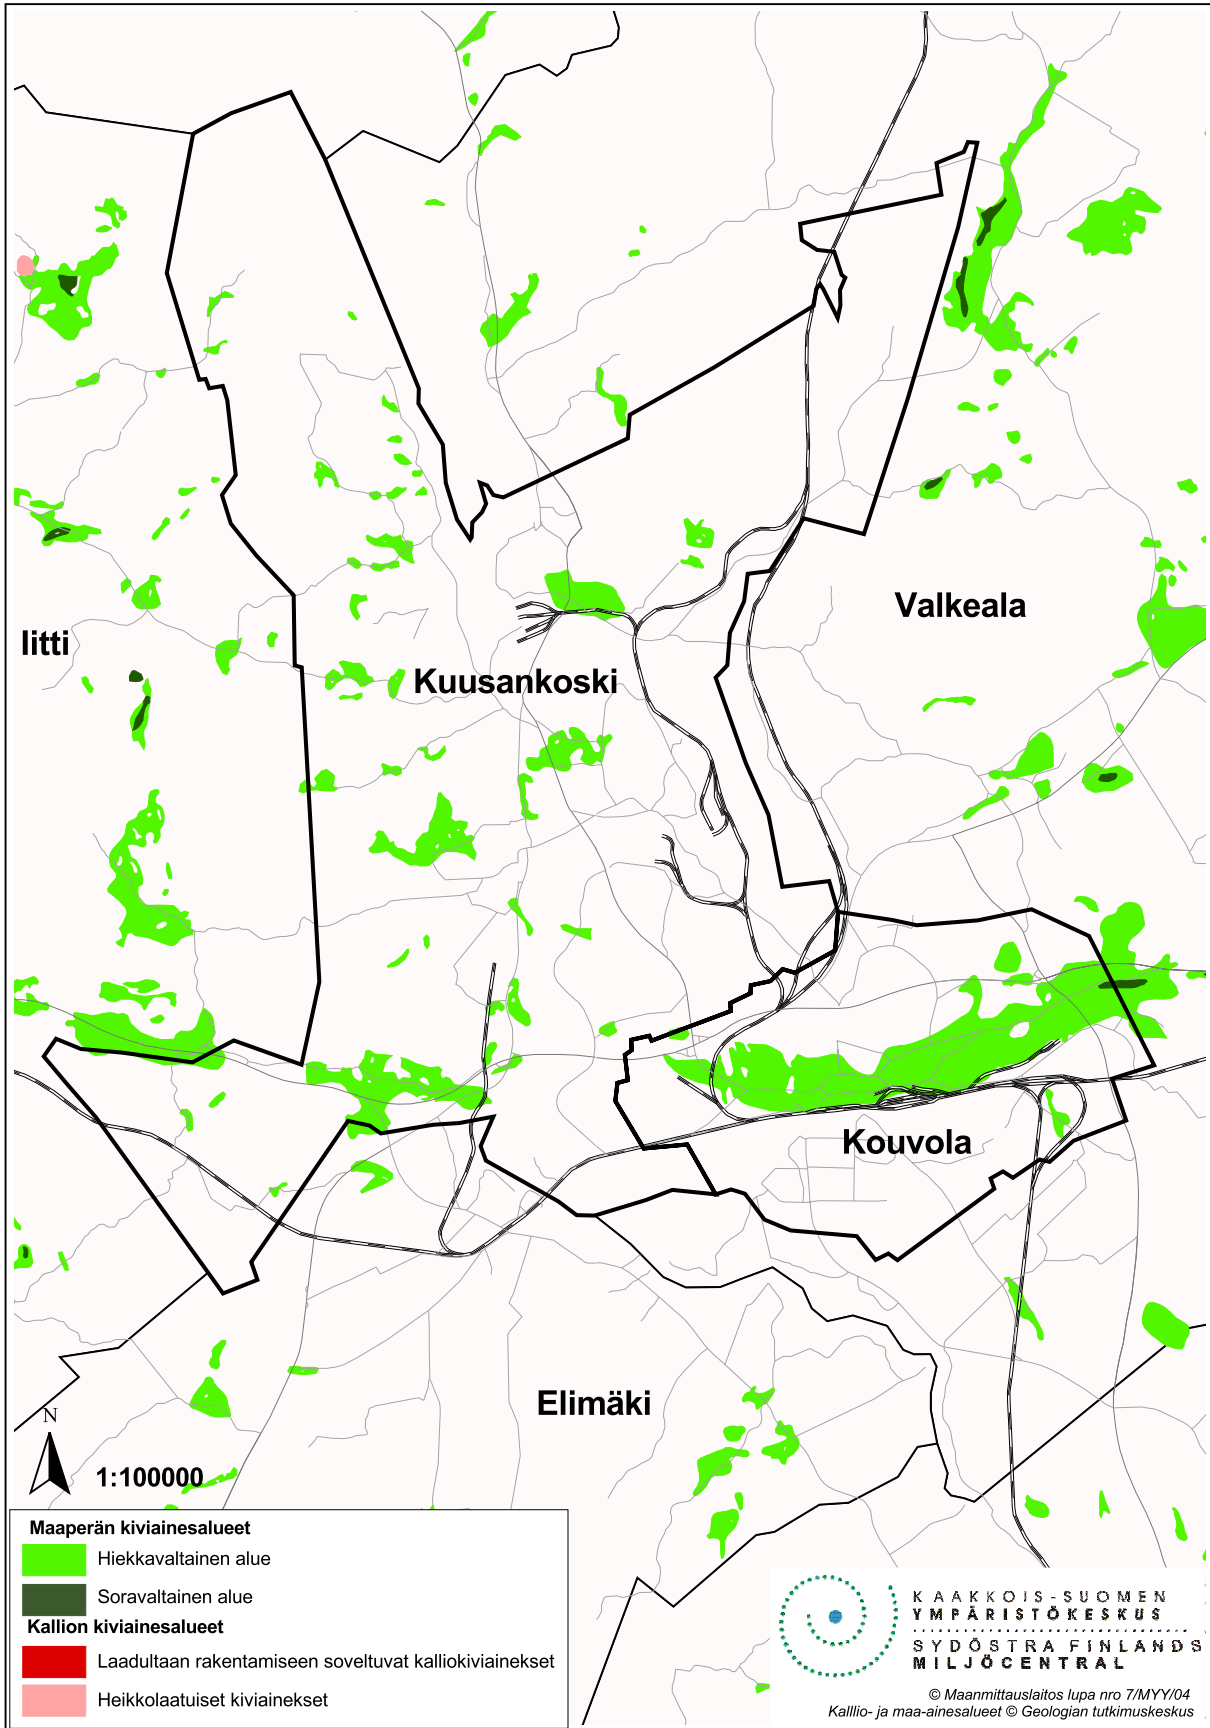 Valkeala
Iitti
Kuusankoski
Kouvola
Elimäki
N
1:100000
Maaperän kiviainesalueet
Hiekkavaltainen alue
Soravaltainen alue
Kallion kiviainesalueet
Laadultaan rakentamiseen soveltuvat kalliokiviainekset
Heikkolaatuiset kiviainekset
KAAKKOIS-SUOMEN
YMPÄRISTÖKESKUS
SYDÖSTRA FINLANDS
MILJÖCENTRAL
© Maanmittauslaitos lupa nro 7/MYY/04
Kalllio- ja maa-ainesalueet © Geologian tutkimuskeskus